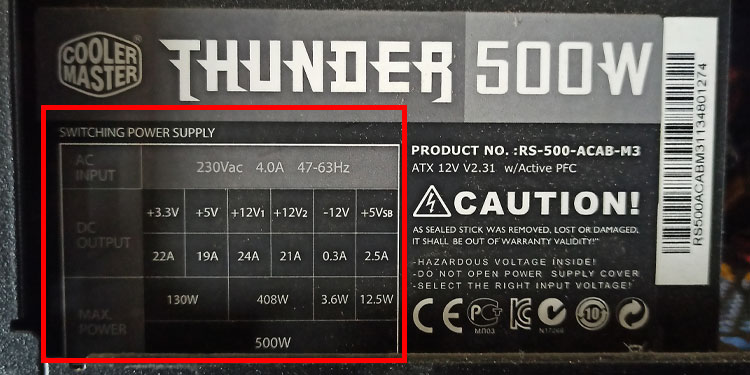 COOLER MASTER THUNDER 500W
SWITCHING POWER SUPPLY
AC INPUT 230Vac 4.0A 47-63Hz
DC OUTPUT +3.3V +5V +12V1 +12V2 -12V +5VSB
22A 19A 24A 21A 0.3A 2.5A
MAX. POWER 130W 408W 3.6W 12.5W
500W
PRODUCT NO. :RS-500-ACAB-M3
ATX 12V V2.31 w/Active PFC
CAUTION!
AS SEALED STICK WAS REMOVED, LOST OR DAMAGED,
IT SHALL BE OUT OF WARRANTY VALIDITY!"
-HAZARDOUS VOLTAGE INSIDE!
-DO NOT OPEN POWER SUPPLY COVER
-SELECT THE RIGHT INPUT VOLTAGE!
CE МЛ03 N17266 10
RS500ACABM31134801274